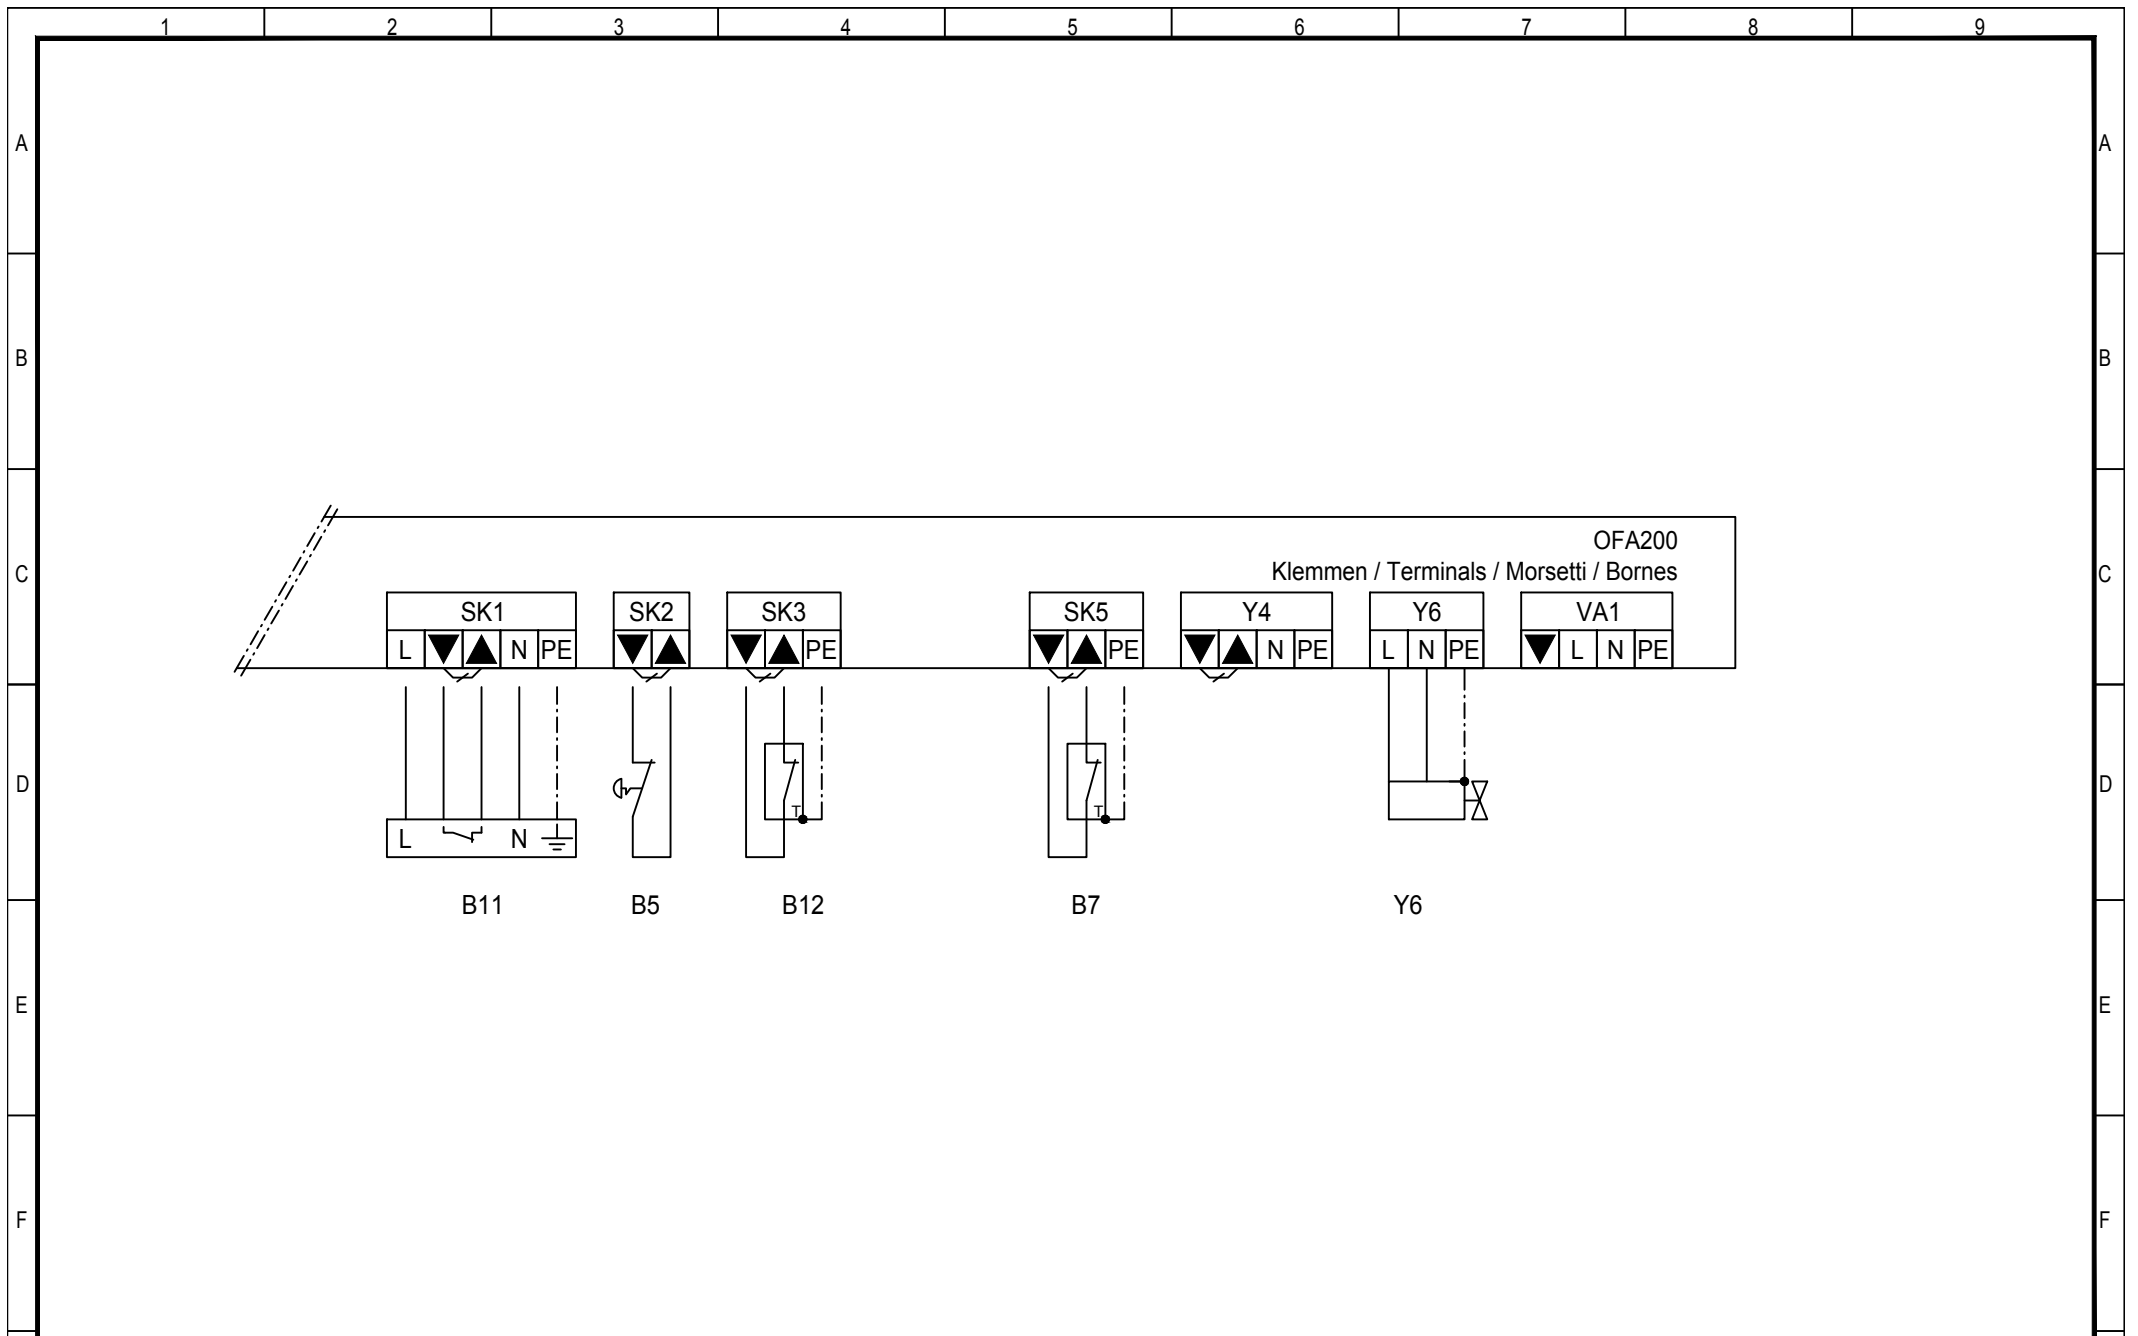 1 2 3 4 5 6 7 8 9
A A
B B
OFA200
C Klemmen / Terminals / Morsetti / Bornes C
SK1 SK2 SK3 SK5 Y4 Y6 VA1
L ▼ ▲ N PE ▼ ▲ ▼ ▲ PE ▼ ▲ PE ▼ ▲ N PE L N PE ▼ L N PE
D D
T T
L N
B11 B5 B12 B7 Y6
E E
F F